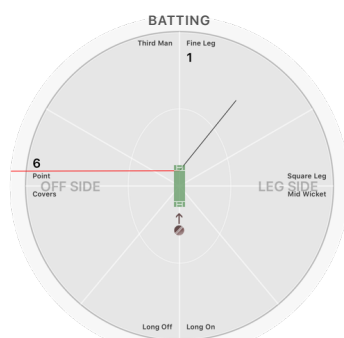 BATTING
Third Man Fine Leg
1
6
Point Square Leg
OFF SIDE LEG SIDE
Covers Mid Wicket
Long Off Long On